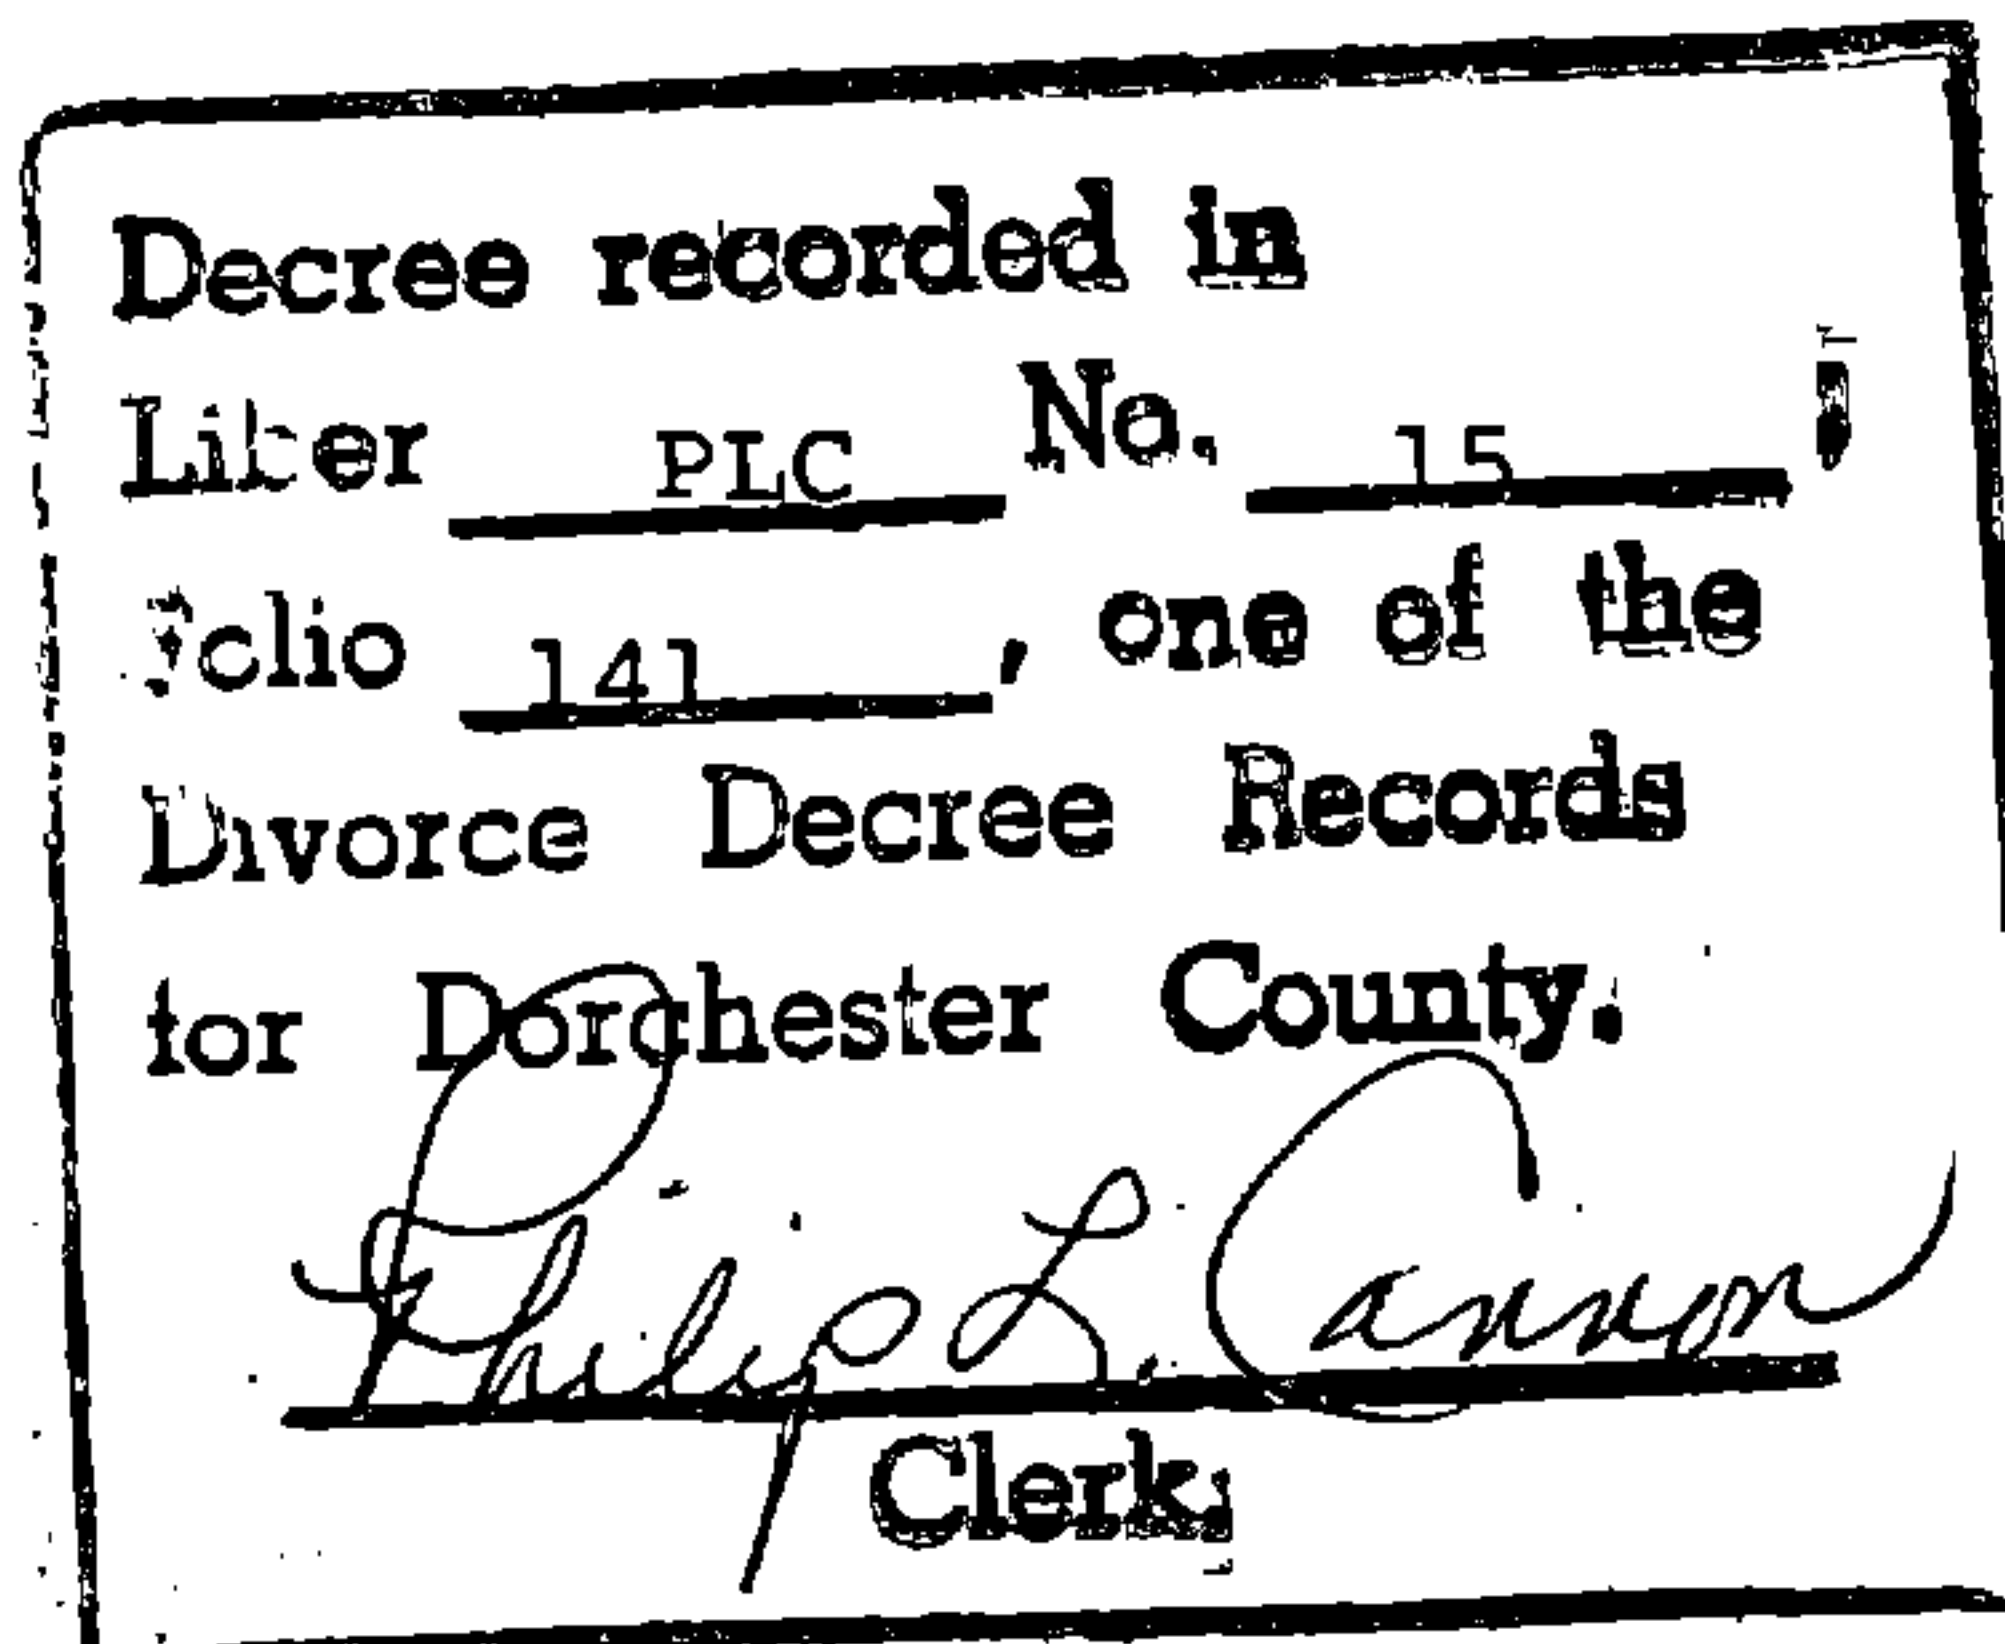 Decree recorded in
Liber PLC No. 15
Folio 141, one of the
Divorce Decree Records
for Dorchester County.
Philip L. Cannon
Clerk